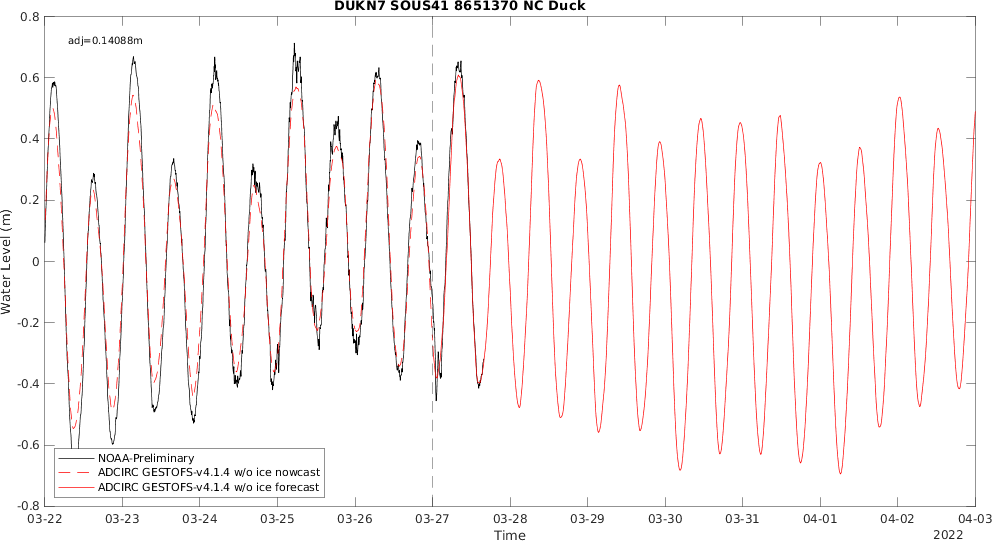 DUKN7 SOUS41 8651370 NC Duck
adj=0.14088m
0.8
0.6
0.4
0.2
0
-0.2
-0.4
-0.6
-0.8
Water Level (m)
NOAA-Preliminary
ADCIRC GESTOFS-v4.1.4 w/o ice nowcast
ADCIRC GESTOFS-v4.1.4 w/o ice forecast
03-22 03-23 03-24 03-25 03-26 03-27 03-28 03-29 03-30 03-31 04-01 04-02 04-03
Time
2022